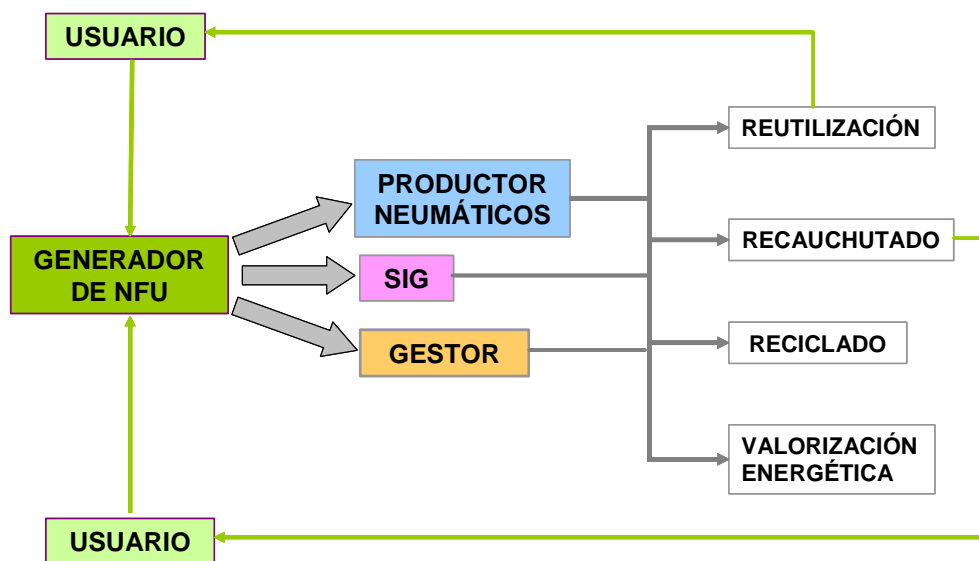 USUARIO
REUTILIZACIÓN
PRODUCTOR
NEUMÁTICOS
RECAUCHUTADO
GENERADOR
DE NFU
SIG
GESTOR
RECICLADO
VALORIZACIÓN
ENERGÉTICA
USUARIO